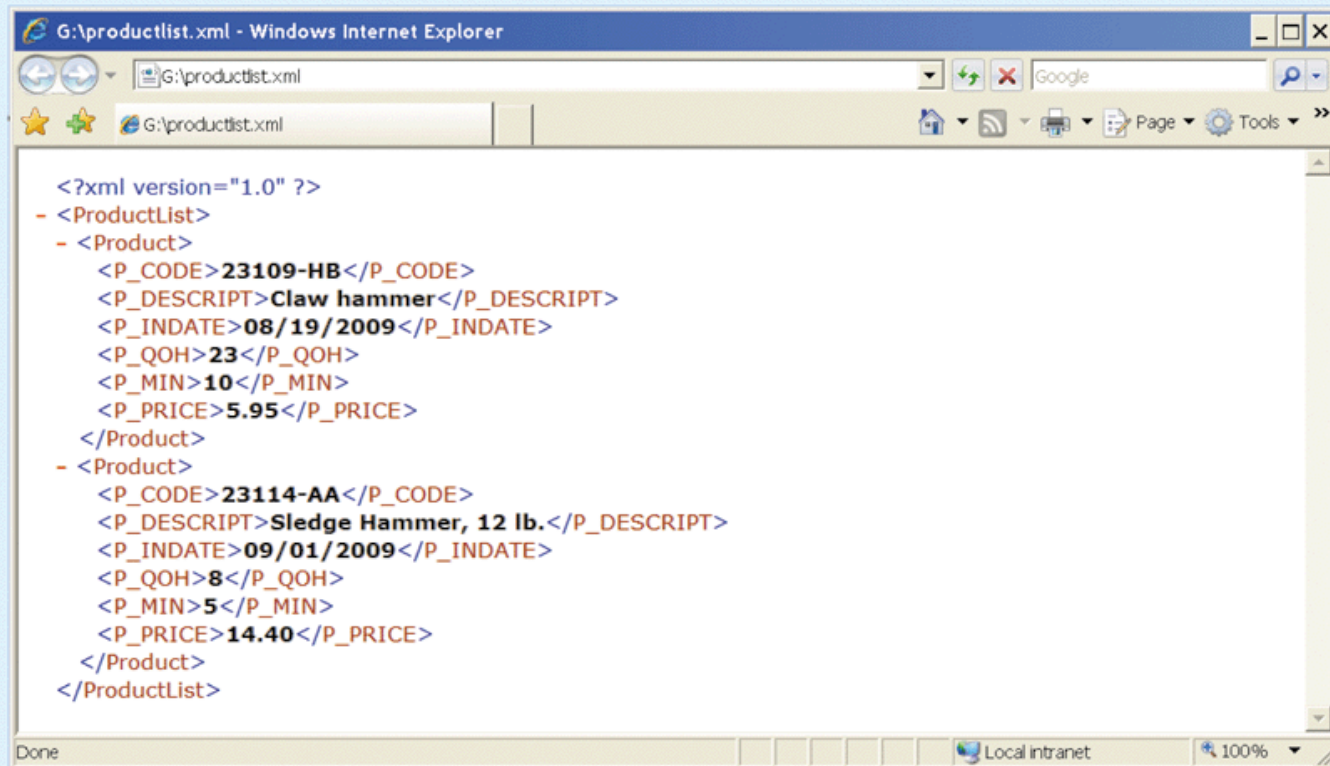 G:\productlist.xml - Windows Internet Explorer
G:\productlist.xml
Google
G:\productlist.xml
Page
Tools
»
<?xml version="1.0" ?>
- <ProductList>
- <Product>
<P_CODE>23109-HB</P_CODE>
<P_DESCRIPT>Claw hammer</P_DESCRIPT>
<P_INDATE>08/19/2009</P_INDATE>
<P_QOH>23</P_QOH>
<P_MIN>10</P_MIN>
<P_PRICE>5.95</P_PRICE>
</Product>
- <Product>
<P_CODE>23114-AA</P_CODE>
<P_DESCRIPT>Sledge Hammer, 12 lb.</P_DESCRIPT>
<P_INDATE>09/01/2009</P_INDATE>
<P_QOH>8</P_QOH>
<P_MIN>5</P_MIN>
<P_PRICE>14.40</P_PRICE>
</Product>
</ProductList>
Done
Local intranet
100%